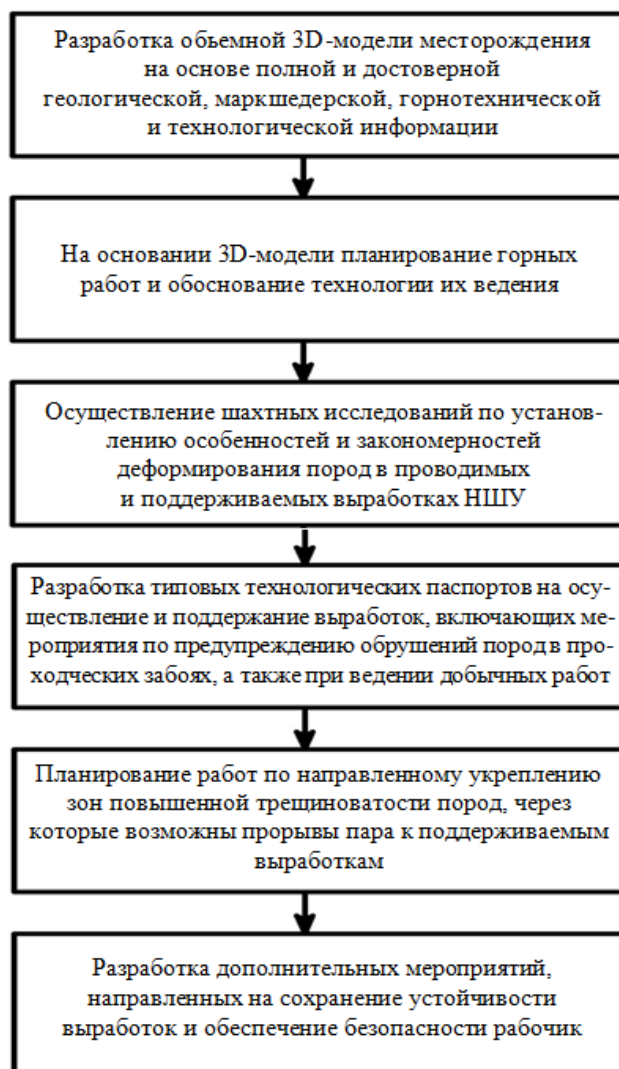 Разработка обьемной 3D-модели месторождения
на основе полной и достоверной
геологической, маркшедерской, горнотехнической
и технологической информации
На основании 3D-модели планирование горных
работ и обоснование технологии их ведения
Осуществление шахтных исследований по установ-
лению особенностей и закономерностей
деформирования пород в проводимых
и поддерживаемых выработках НШУ
Разработка типовых технологических паспортов на осу-
ществление и поддержание выработок, включающих ме-
роприятия по предупреждению обрушений пород в про-
ходческих забоях, а также при ведении добычных работ
Планирование работ по направленному укреплению
зон повышенной трещиноватости пород, через
которые возможны прорывы пара к поддерживаемым
выработкам
Разработка дополнительных мероприятий,
направленных на сохранение устойчивости
выработок и обеспечение безопасности рабочик